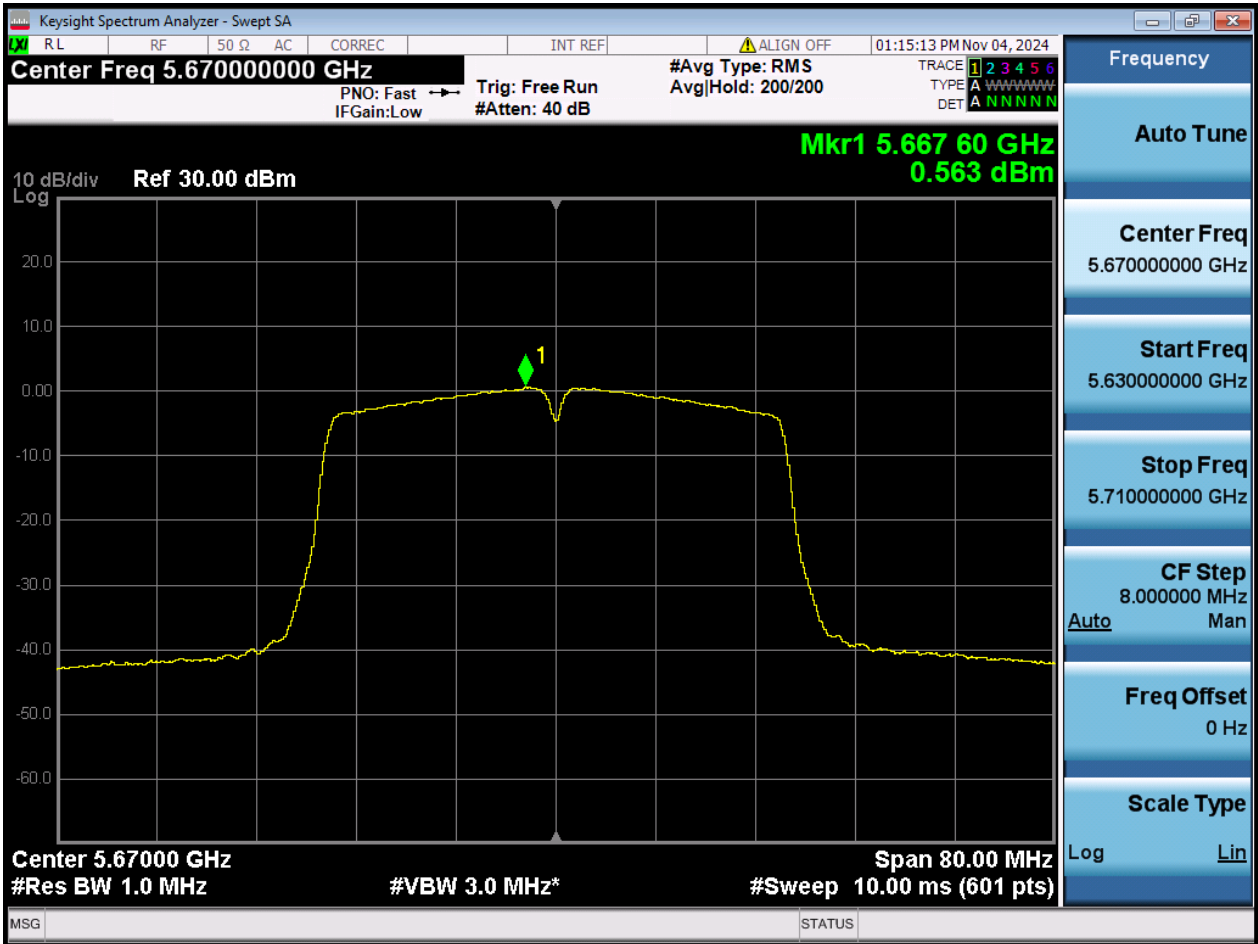 Keysight Spectrum Analyzer - Swept SA
LXI RL RF 50 Ω AC CORREC INT REF ALIGN OFF 01:15:13 PM Nov 04, 2024
Center Freq 5.670000000 GHz
PNO: Fast
IFGain:Low
Trig: Free Run
#Atten: 40 dB
#Avg Type: RMS
Avg|Hold: 200/200
TRACE 1 2 3 4 5 6
TYPE A WWWWW
DET A N N N N N
Mkr1 5.667 60 GHz
0.563 dBm
10 dB/div Ref 30.00 dBm
Log
20.0
10.0
1
0.00
-10.0
-20.0
-30.0
-40.0
-50.0
-60.0
Center 5.67000 GHz Span 80.00 MHz
#Res BW 1.0 MHz #VBW 3.0 MHz* #Sweep 10.00 ms (601 pts)
MSG STATUS
Frequency
Auto Tune
Center Freq
5.670000000 GHz
Start Freq
5.630000000 GHz
Stop Freq
5.710000000 GHz
CF Step
8.000000 MHz
Auto Man
Freq Offset
0 Hz
Scale Type
Log Lin